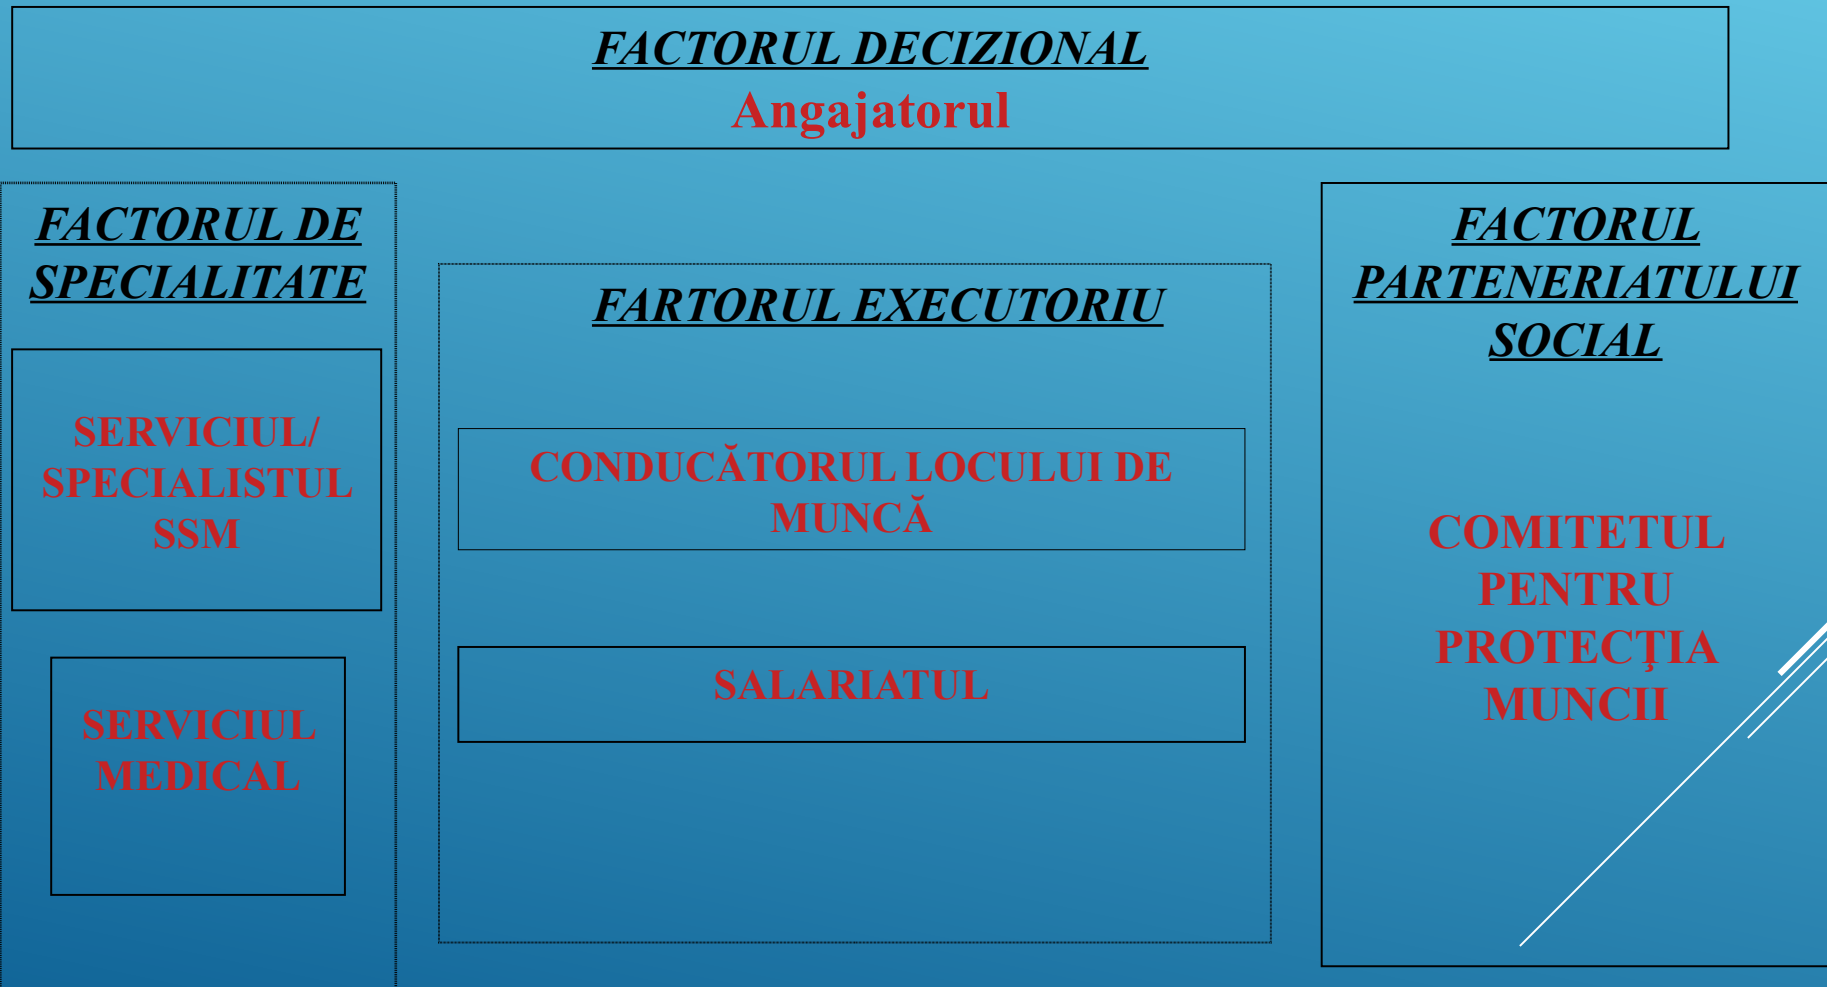 FACTORUL DECIZIONAL
Angajatorul
FACTORUL DE
SPECIALITATE
SERVICIUL/
SPECIALISTUL
SSM
SERVICIUL
MEDICAL
FARTORUL EXECUTORIU
CONDUCĂTORUL LOCULUI DE
MUNCĂ
SALARIATUL
FACTORUL
PARTENERIATULUI
SOCIAL
COMITETUL
PENTRU
PROTECŢIA
MUNCII